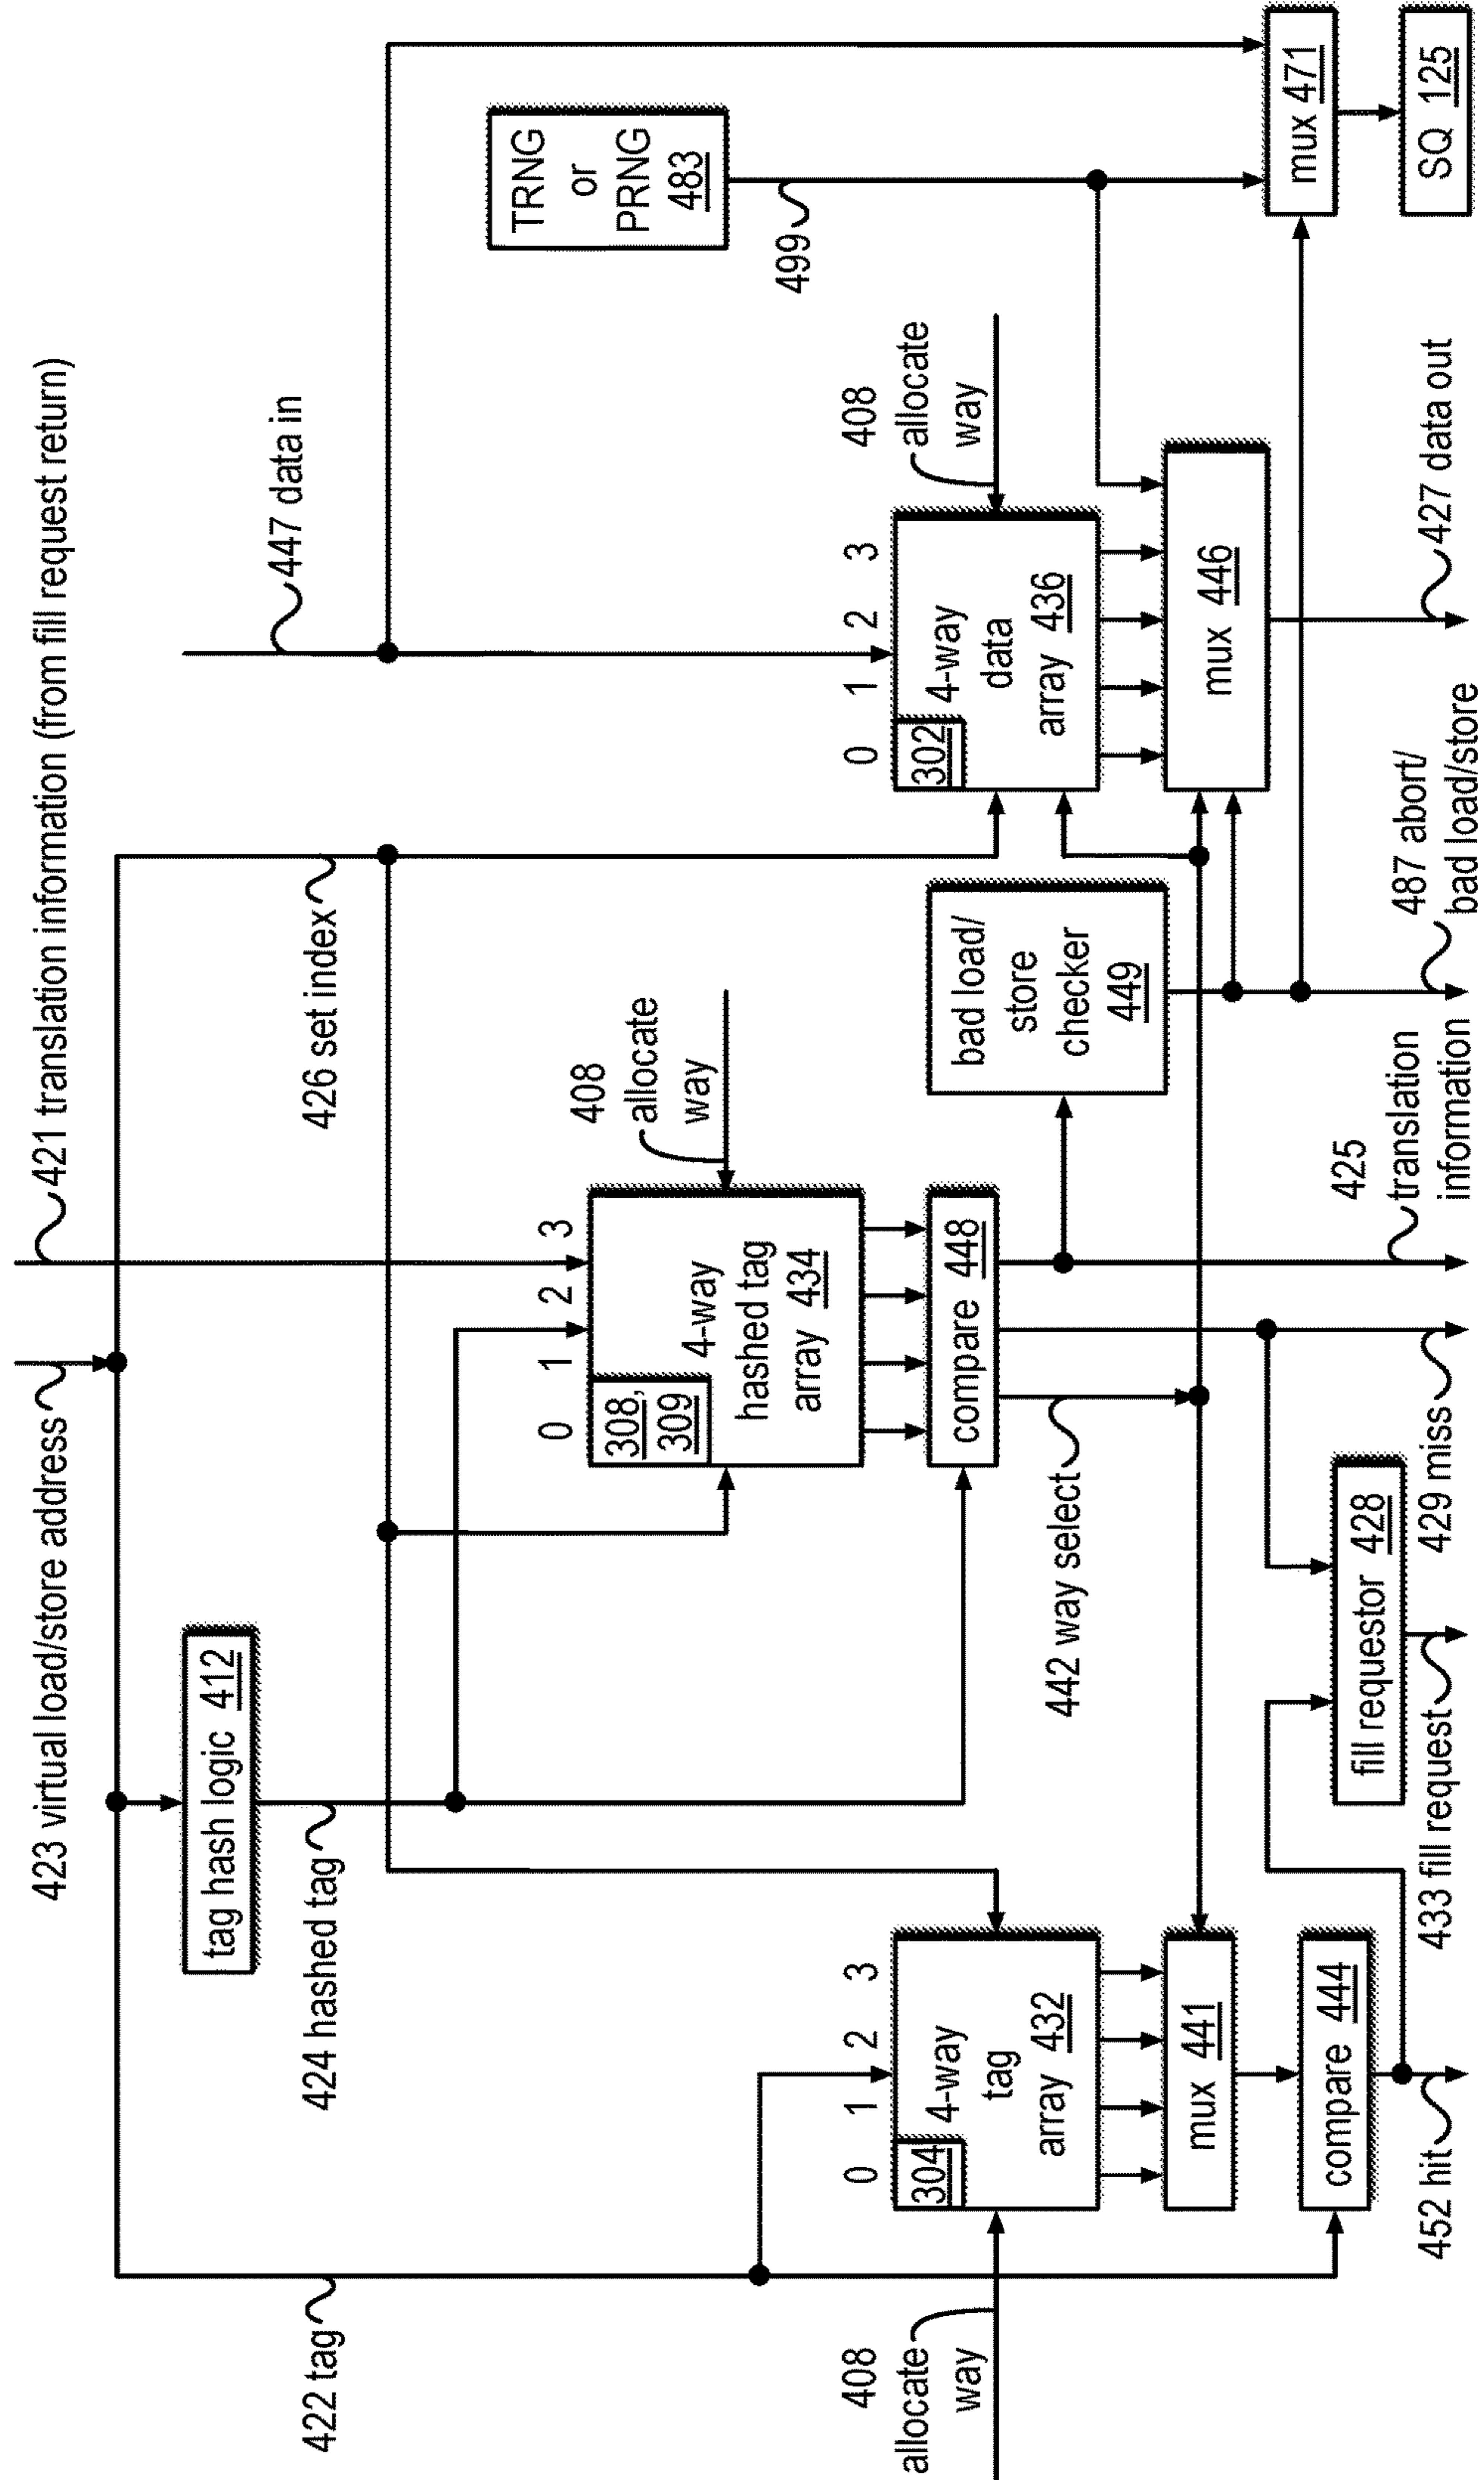 423 virtual load/store address
421 translation information (from fill request return)
422 tag
tag hash logic 412
424 hashed tag
426 set index
447 data in
TRNG
or
PRNG
483
499
408
allocate
way
0 1 2 3
304
4-way
tag
array 432
mux 441
compare 444
452 hit
0 1 2 3
308,
309
4-way
hashed tag
array 434
408
allocate
way
compare 448
442 way select
fill requestor 428
433 fill request
429 miss
425
translation
information
bad load/
store
checker
449
487 abort/
bad load/store
0 1 2 3
302
4-way
data
array 436
408
allocate
way
mux 446
427 data out
mux 471
SQ 125